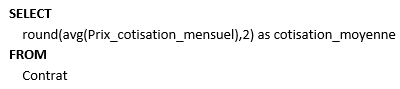 SELECT
round(avg(Prix_cotisation_mensuel),2) as cotisation_moyenne
FROM
Contrat